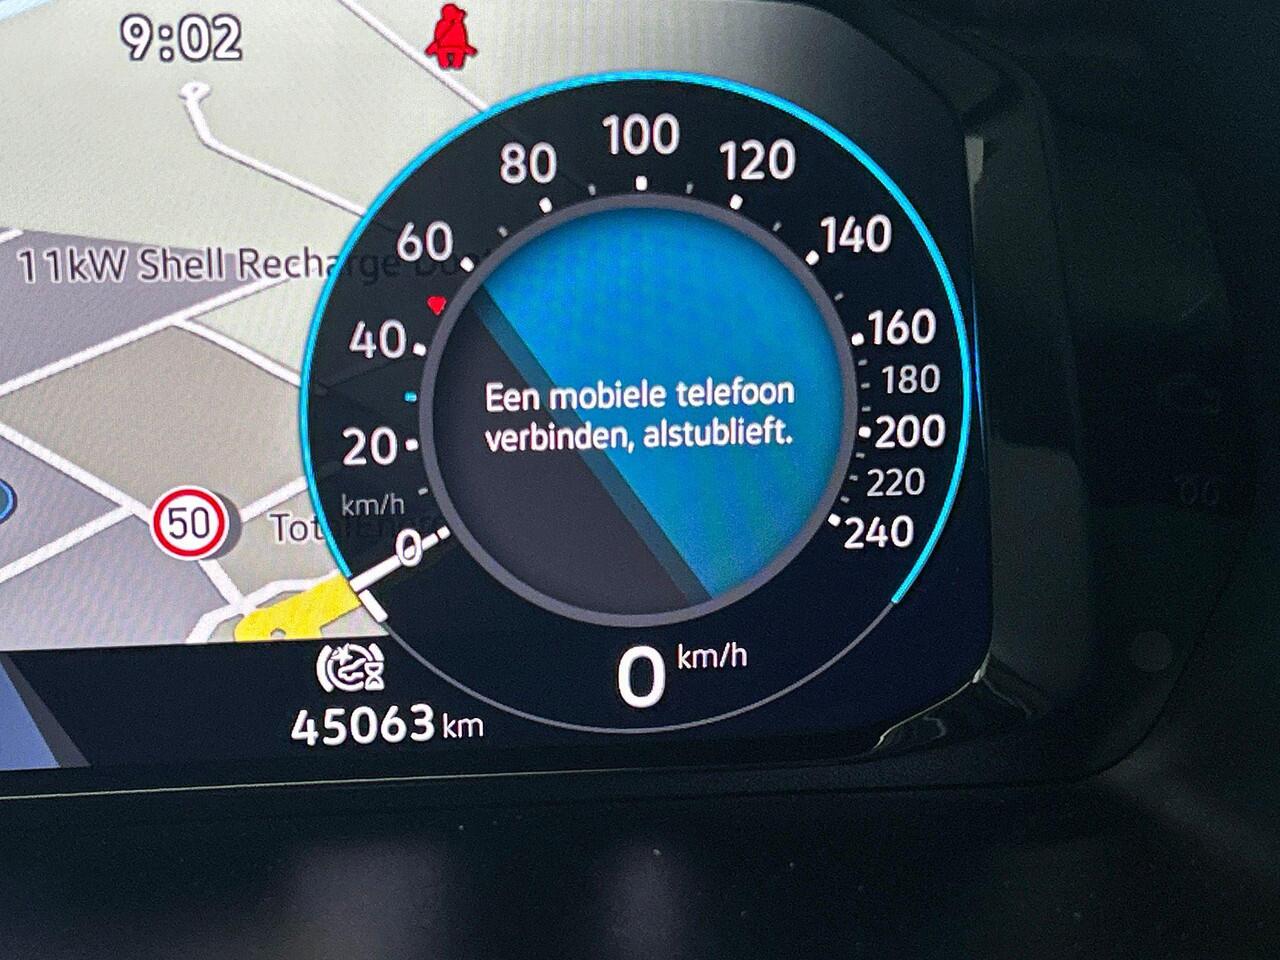 9:02
100
80
120
60
140
11kW Shell Recharge
40
160
180
Een mobiele telefoon
verbinden, alstublieft.
20
200
220
km/h
50
0
240
0 km/h
45063 km